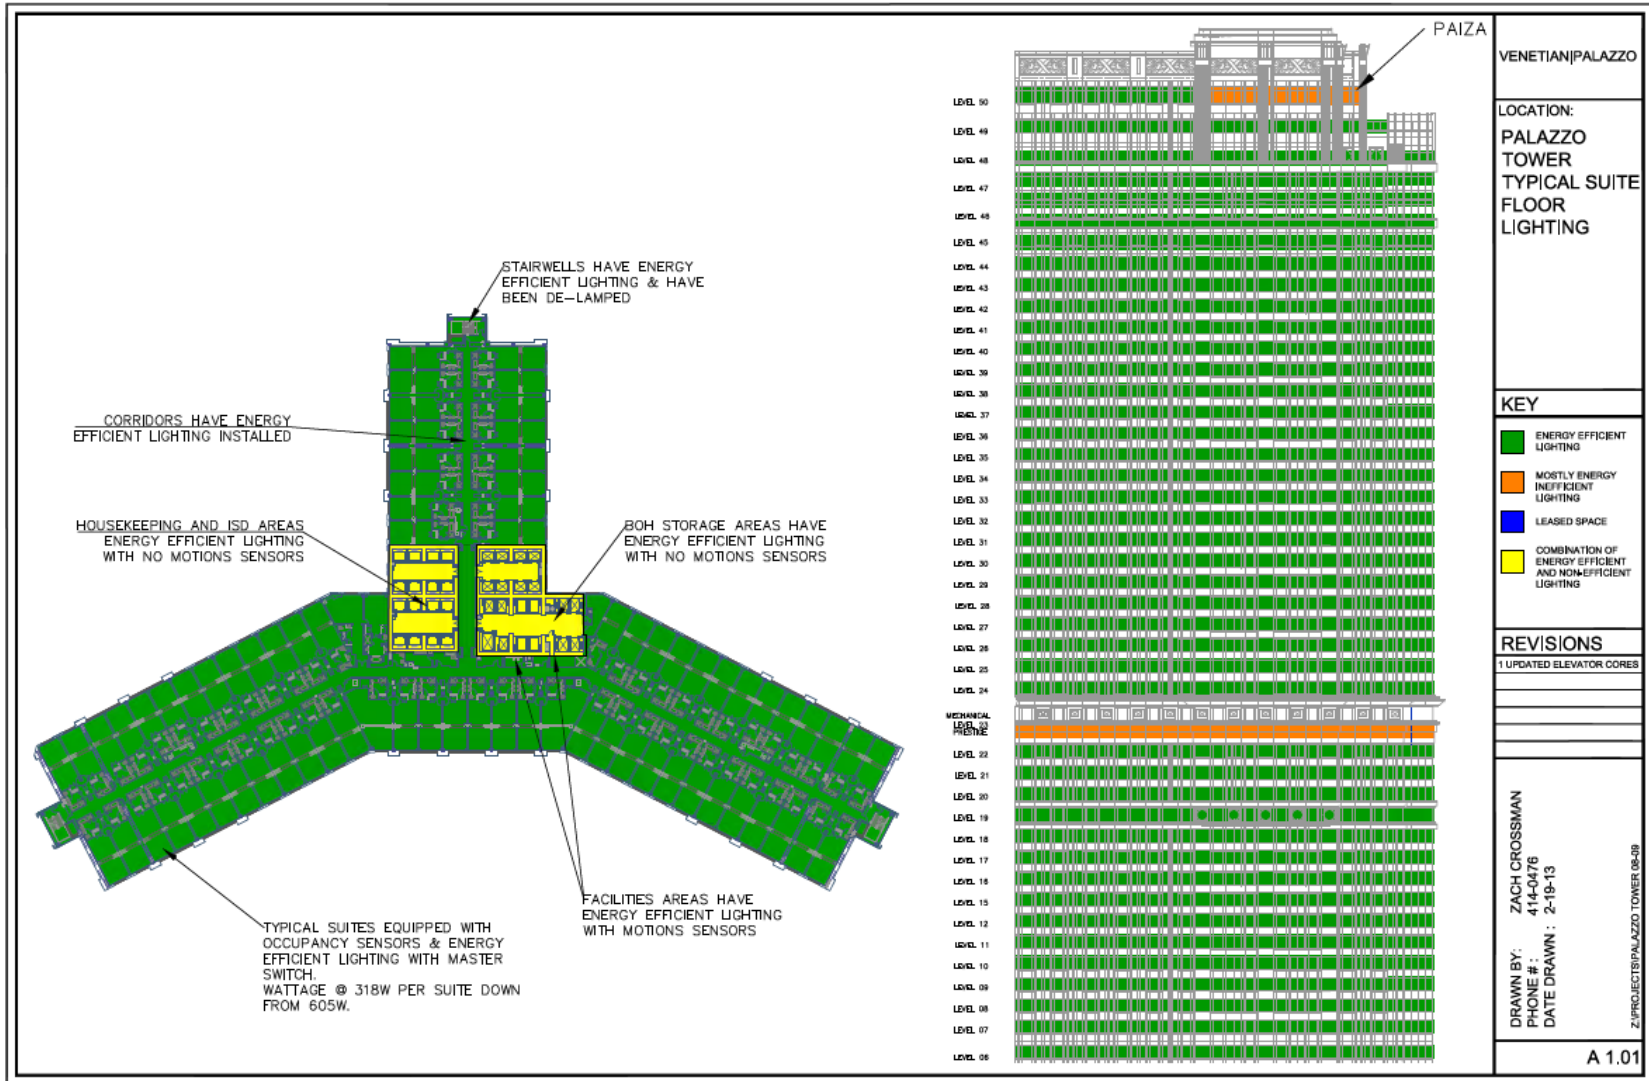 PAIZA
STAIRWELLS HAVE ENERGY
EFFICIENT LIGHTING & HAVE
BEEN DE-LAMPED
CORRIDORS HAVE ENERGY
EFFICIENT LIGHTING INSTALLED
HOUSEKEEPING AND ISD AREAS
ENERGY EFFICIENT LIGHTING
WITH NO MOTIONS SENSORS
BOH STORAGE AREAS HAVE
ENERGY EFFICIENT LIGHTING
WITH NO MOTIONS SENSORS
FACILITIES AREAS HAVE
ENERGY EFFICIENT LIGHTING
WITH MOTIONS SENSORS
TYPICAL SUITES EQUIPPED WITH
OCCUPANCY SENSORS & ENERGY
EFFICIENT LIGHTING WITH MASTER
SWITCH.
WATTAGE @ 318W PER SUITE DOWN
FROM 605W.
LEVEL 50
LEVEL 49
LEVEL 48
LEVEL 47
LEVEL 46
LEVEL 45
LEVEL 44
LEVEL 43
LEVEL 42
LEVEL 41
LEVEL 40
LEVEL 39
LEVEL 38
LEVEL 37
LEVEL 36
LEVEL 35
LEVEL 34
LEVEL 33
LEVEL 32
LEVEL 31
LEVEL 30
LEVEL 29
LEVEL 28
LEVEL 27
LEVEL 26
LEVEL 25
LEVEL 24
MECHANICAL
LEVEL 23
PRESTIGE
LEVEL 22
LEVEL 21
LEVEL 20
LEVEL 19
LEVEL 18
LEVEL 17
LEVEL 16
LEVEL 15
LEVEL 12
LEVEL 11
LEVEL 10
LEVEL 09
LEVEL 08
LEVEL 07
LEVEL 06
VENETIAN|PALAZZO
LOCATION:
PALAZZO
TOWER
TYPICAL SUITE
FLOOR
LIGHTING
KEY
ENERGY EFFICIENT
LIGHTING
MOSTLY ENERGY
INEFFICIENT
LIGHTING
LEASED SPACE
COMBINATION OF
ENERGY EFFICIENT
AND NON-EFFICIENT
LIGHTING
REVISIONS
1 UPDATED ELEVATOR CORES
DRAWN BY: ZACH CROSSMAN
PHONE #: 414-0476
DATE DRAWN: 2-19-13
Z:\PROJECTS\PALAZZO TOWER 08-09
A 1.01